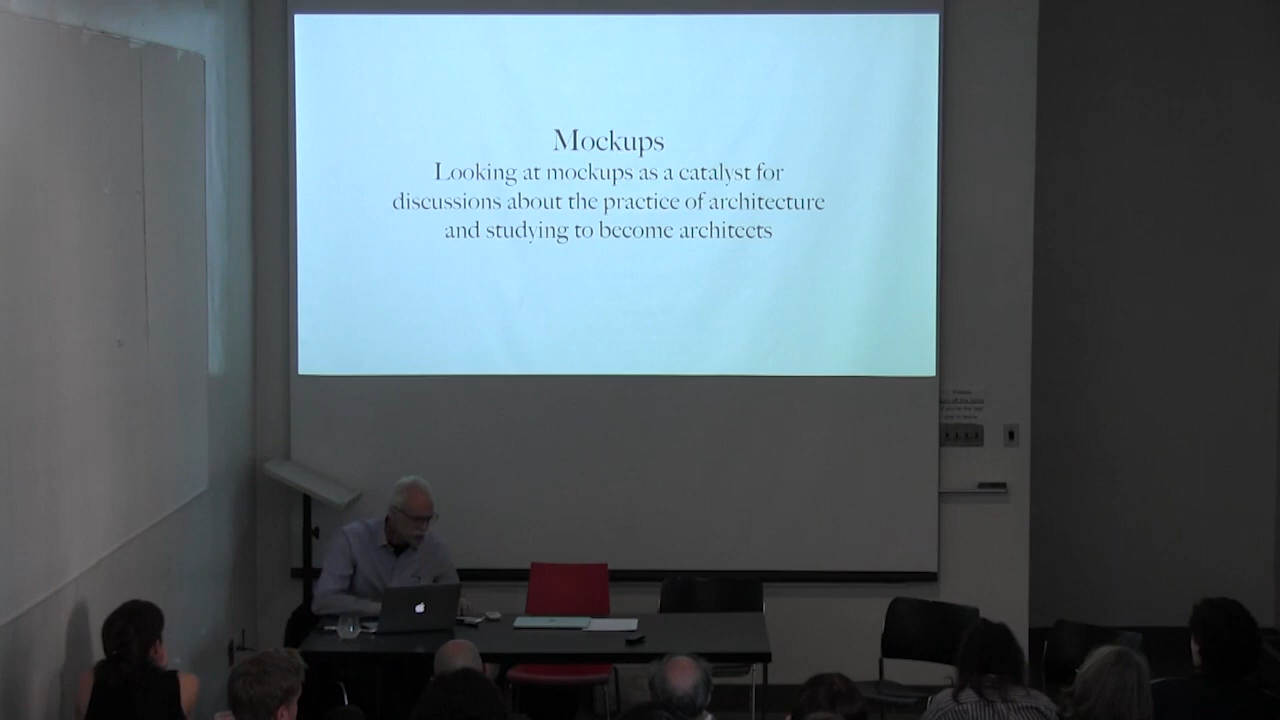 Mockups
Looking at mockups as a catalyst for
discussions about the practice of architecture
and studying to become architects